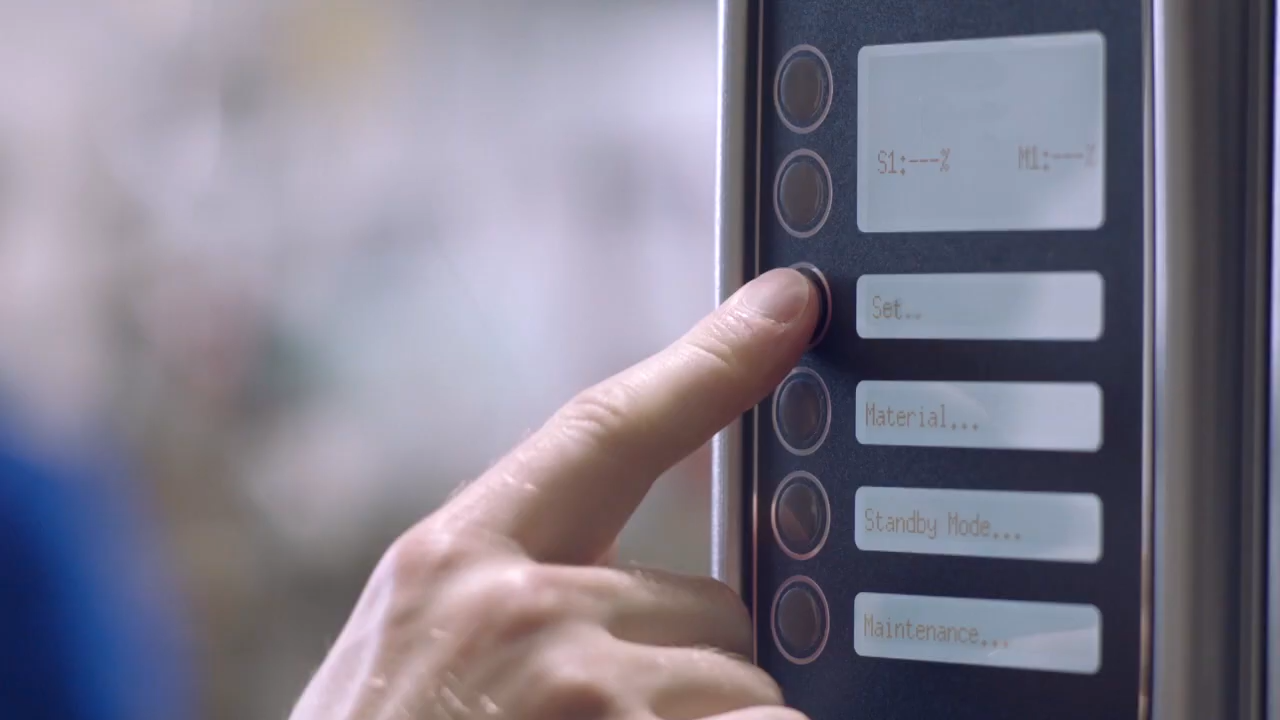 S1:---% M1:---%
Set..
Material...
Standby Mode...
Maintenance...